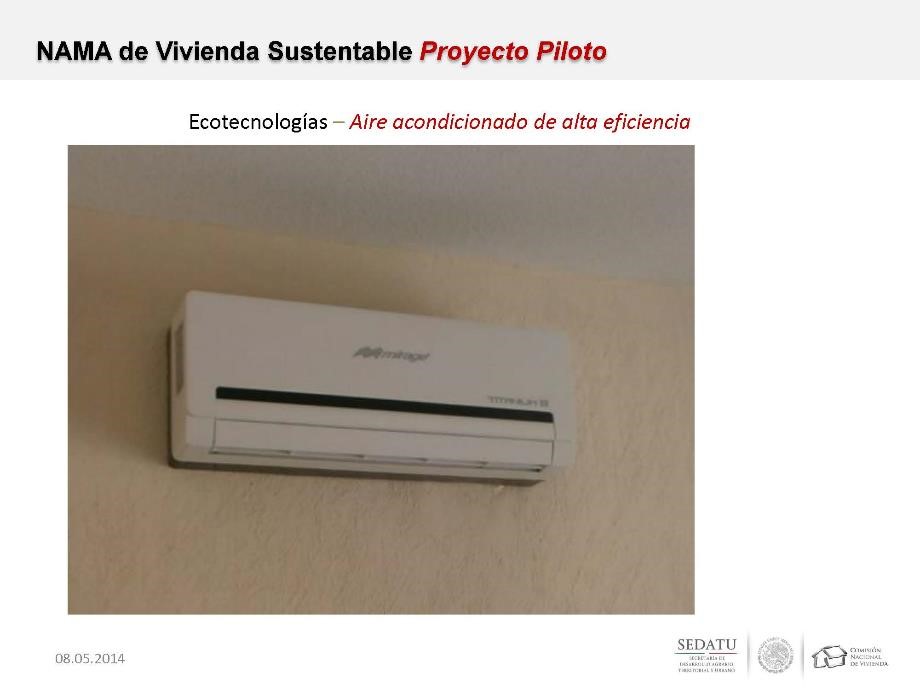 NAMA de Vivienda Sustentable Proyecto Piloto
Ecotecnologías – Aire acondicionado de alta eficiencia
mirage
TITANIUM
08.05.2014
SEDATU
SECRETARÍA DE
DESARROLLO AGRARIO
TERRITORIAL Y URBANO
COMISIÓN
NACIONAL
DE VIVIENDA